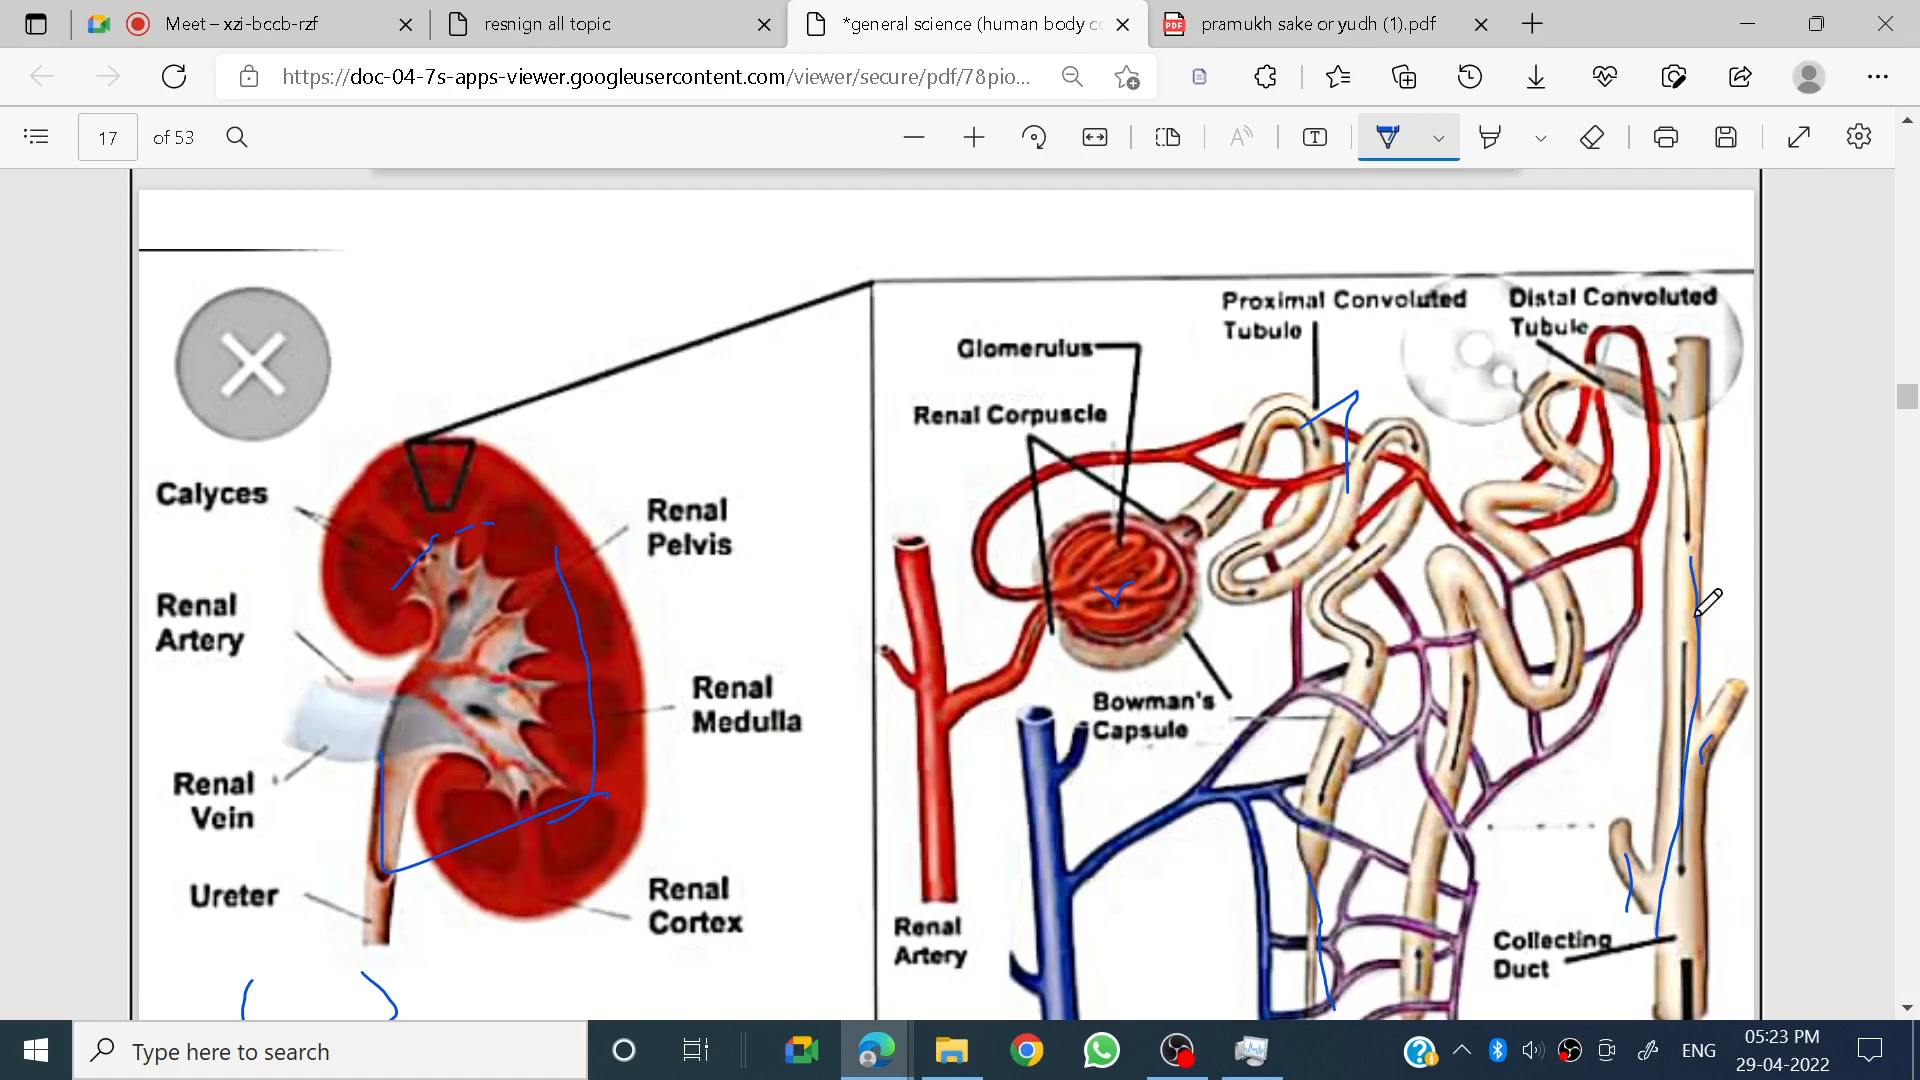 Meet – xzi-bccb-rzf
resnign all topic
*general science (human body c
pramukh sake or yudh (1).pdf
https://doc-04-7s-apps-viewer.googleusercontent.com/viewer/secure/pdf/78pio...
17
of 53
Proximal Convoluted
Tubule
Distal Convoluted
Tubule
Glomerulus
Renal Corpuscle
Calyces
Renal
Pelvis
Renal
Artery
Renal
Medulla
Bowman's
Capsule
Renal
Vein
Ureter
Renal
Cortex
Renal
Artery
Collecting
Duct
Type here to search
ENG
05:23 PM
29-04-2022